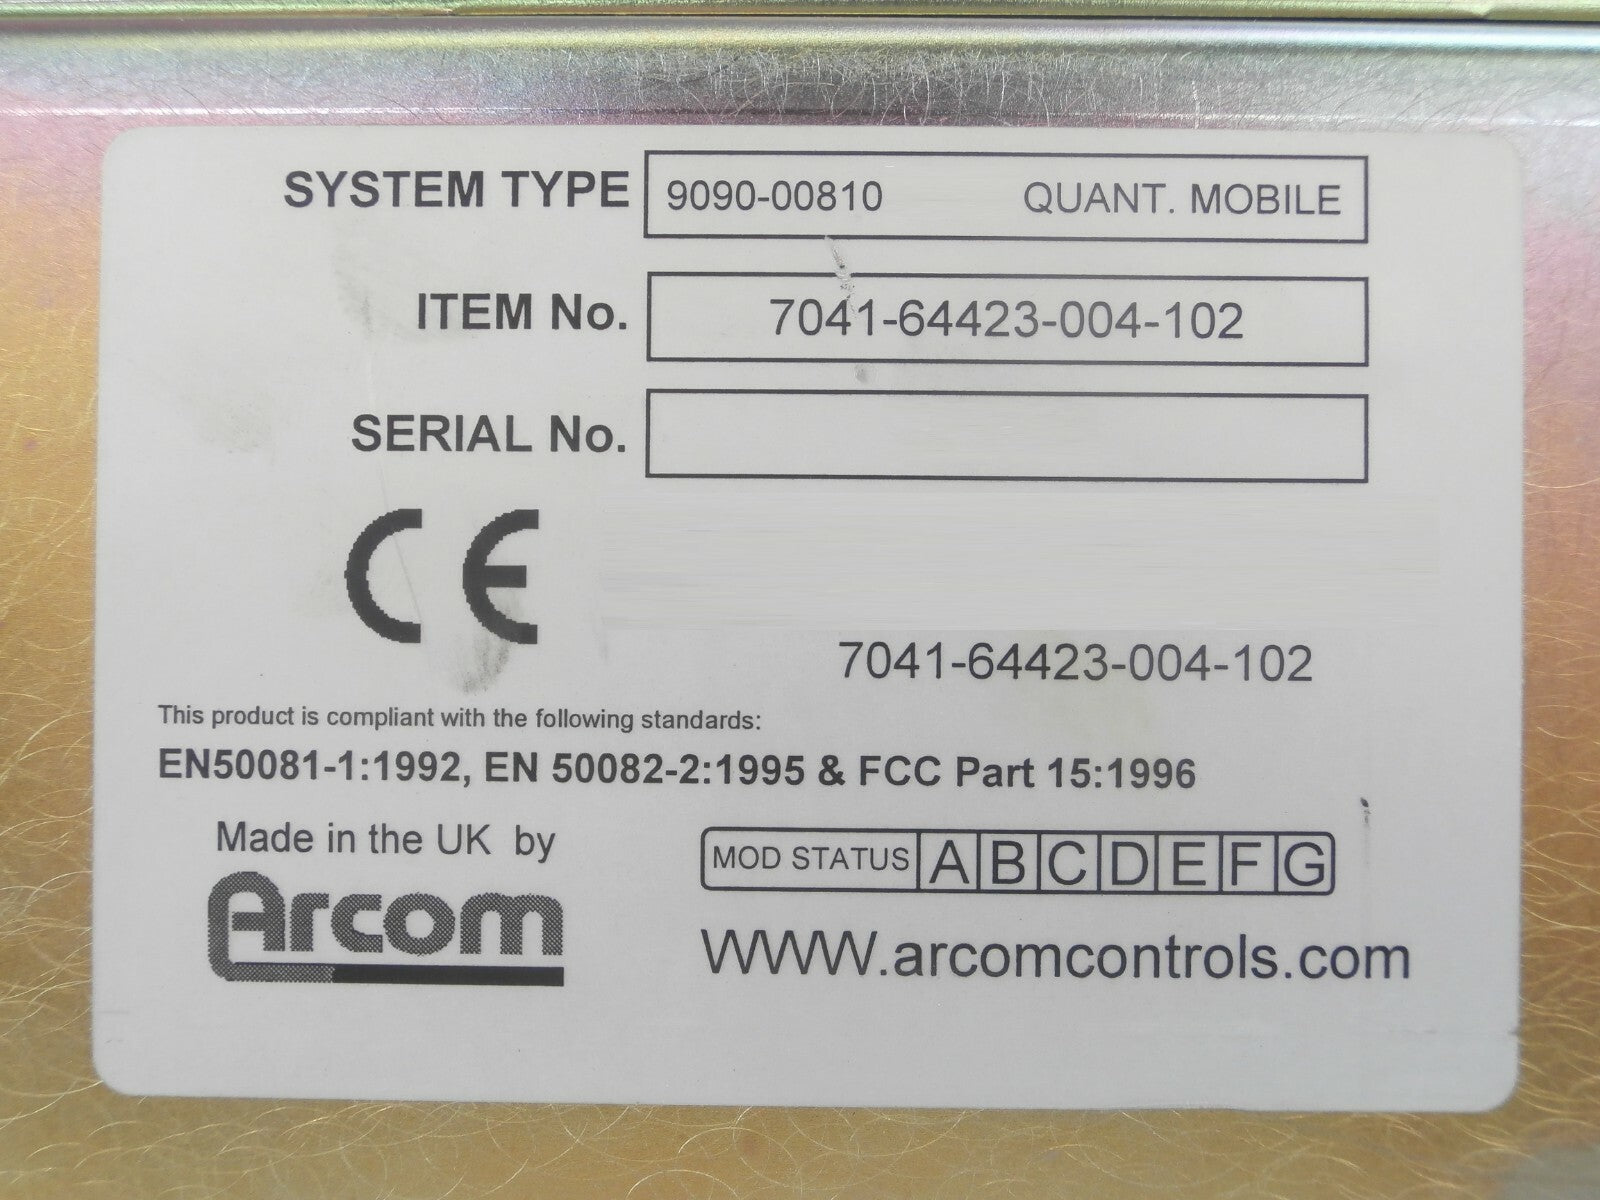 SYSTEM TYPE 9090-00810 QUANT. MOBILE
ITEM No. 7041-64423-004-102
SERIAL No.
CE
7041-64423-004-102
This product is compliant with the following standards:
EN50081-1:1992, EN 50082-2:1995 & FCC Part 15:1996
Made in the UK by
Arcom
MOD STATUS A B C D E F G
WWW.arcomcontrols.com